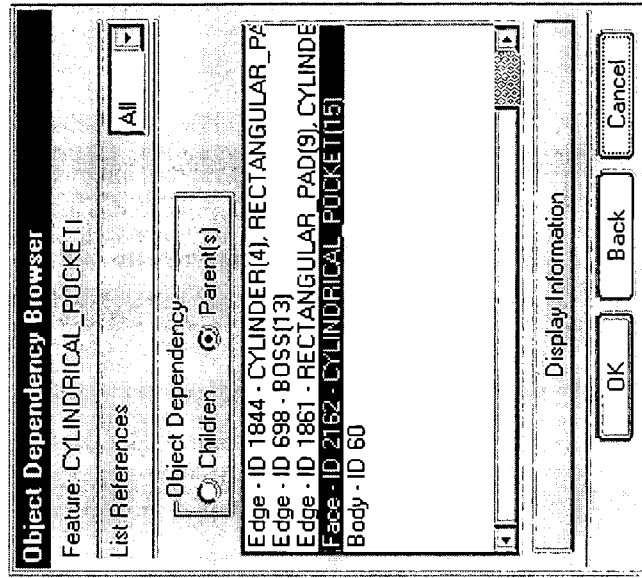 Object Dependency Browser
Feature: CYLINDRICAL_POCKET(
List References
All
Object Dependency
Children
Parent(s)
Edge - ID 1844 - CYLINDER(4), RECTANGULAR_PA
Edge - ID 698 - BOSS(13)
Edge - ID 1861 - RECTANGULAR_PAD(9), CYLINDE
Face - ID 2162 - CYLINDRICAL_POCKET(15)
Body - ID 60
Display Information
OK
Back
Cancel